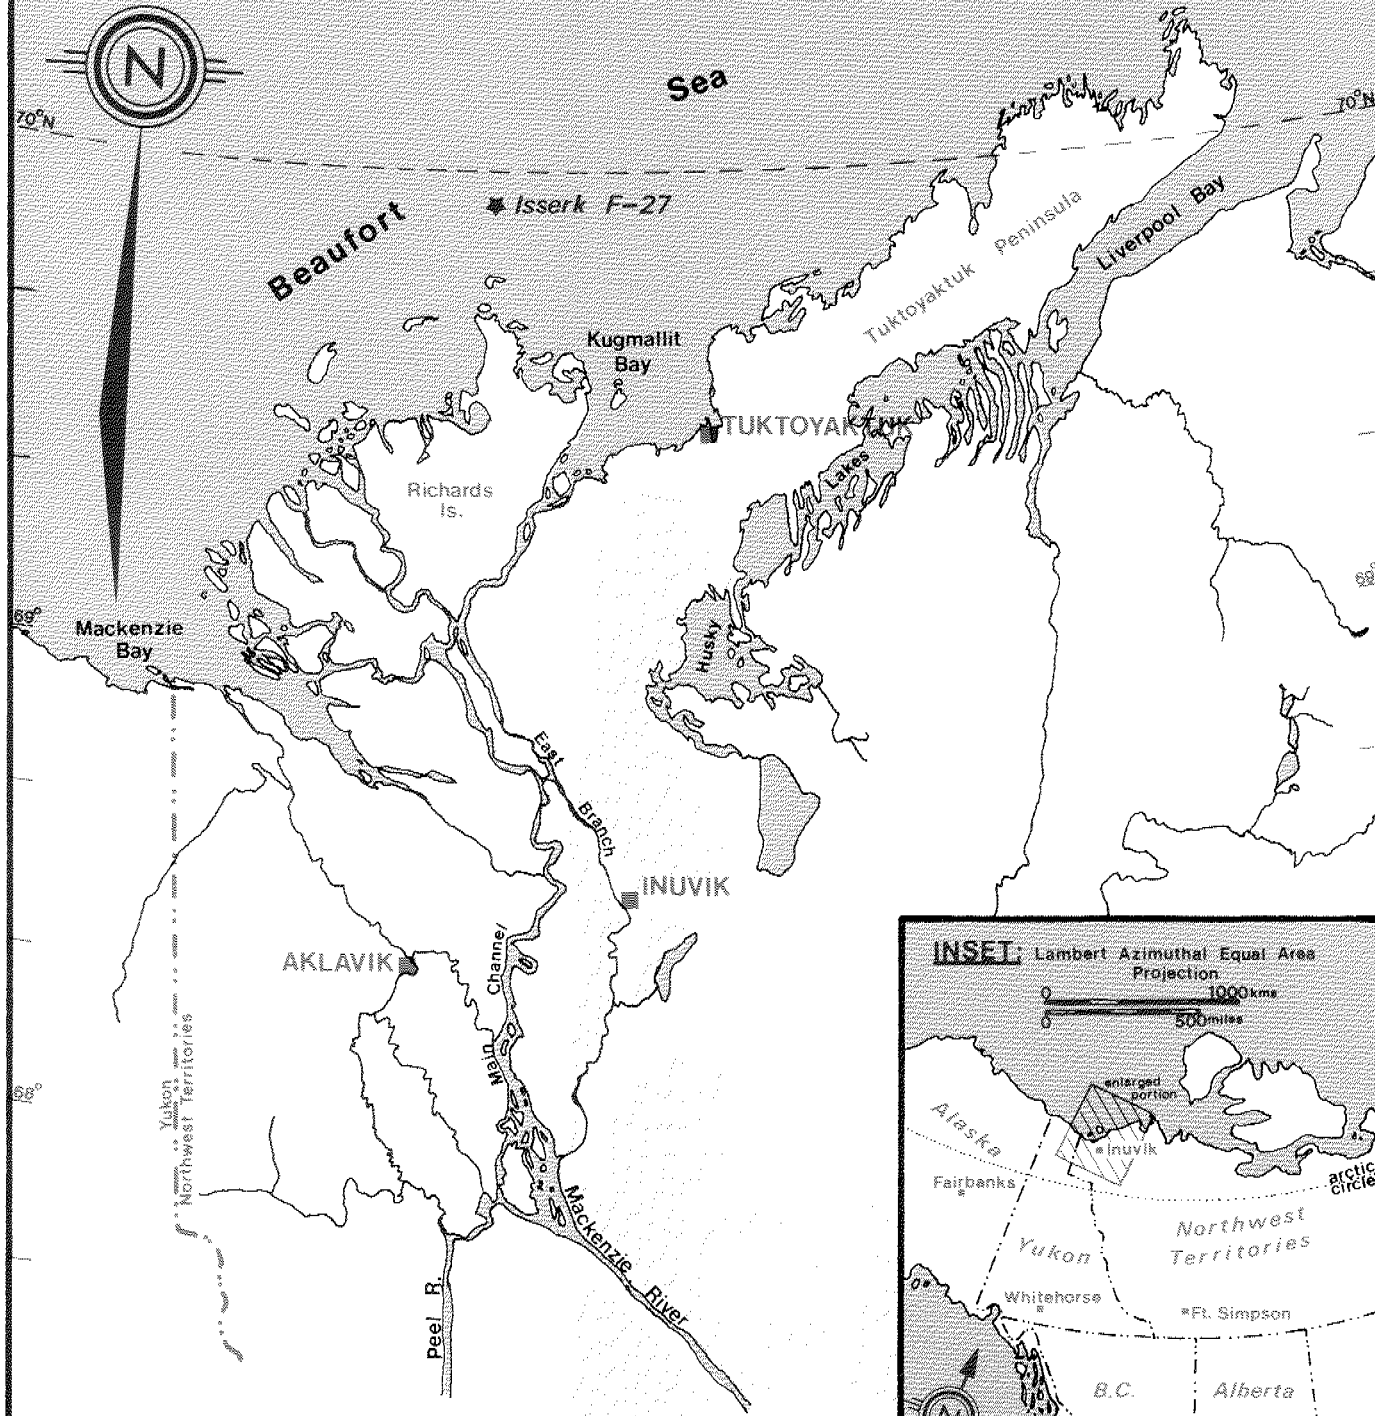 N
Sea
70°N
70°N
Isserk F-27
Beaufort
Liverpool Bay
Tuktoyaktuk Peninsula
Kugmallit
Bay
TUKTOYAKTUK
Lakes
Richards
Is.
69°
69°
Mackenzie
Bay
Husky
East
Branch
INUVIK
AKLAVIK
Channel
Main
Yukon
Northwest Territories
68°
Mackenzie River
Peel R.
INSET: Lambert Azimuthal Equal Area
Projection
0 1000kms
0 500miles
enlarged
portion
Alaska
Inuvik
Fairbanks
arctic
circle
Northwest
Territories
Yukon
Whitehorse
Ft. Simpson
B.C.
Alberta
N